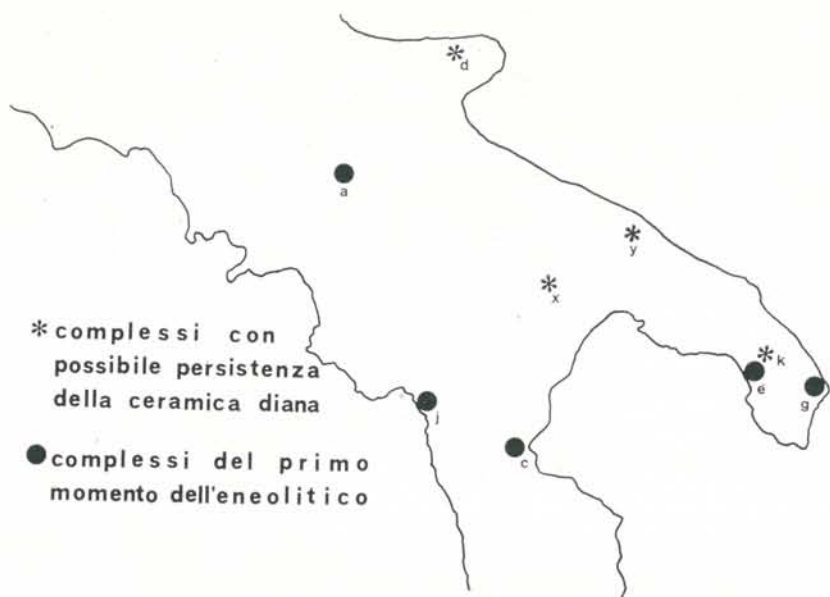 d
a
y
x
* complessi con
possibile persistenza
della ceramica diana
k
e
g
j
c
complessi del primo
momento dell'eneolitico